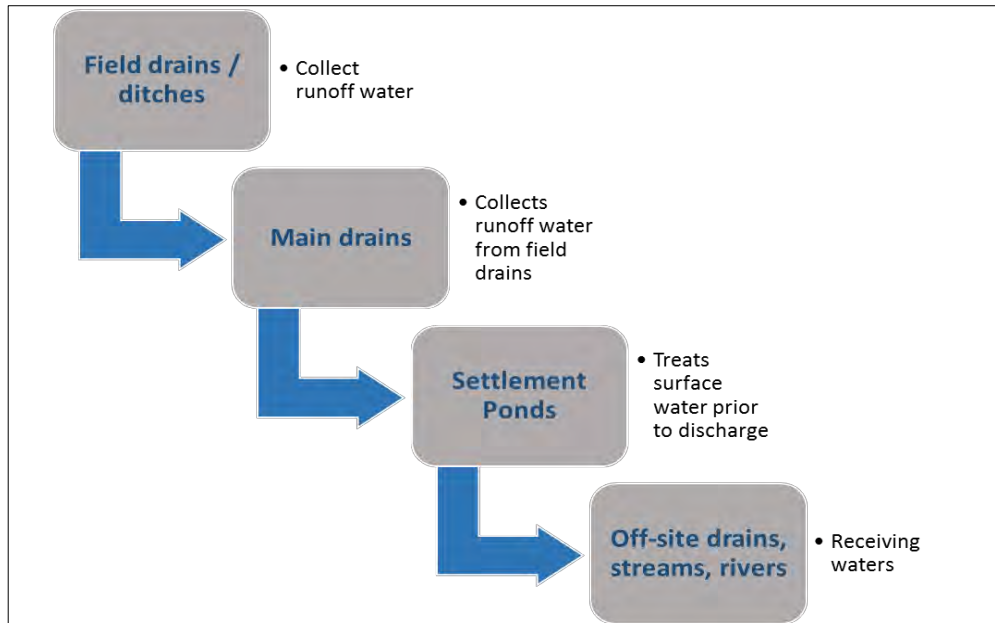 Field drains /
ditches
• Collect
runoff water
Main drains
• Collects
runoff water
from field
drains
Settlement
Ponds
• Treats
surface
water prior
to discharge
Off-site drains,
streams, rivers
• Receiving
waters